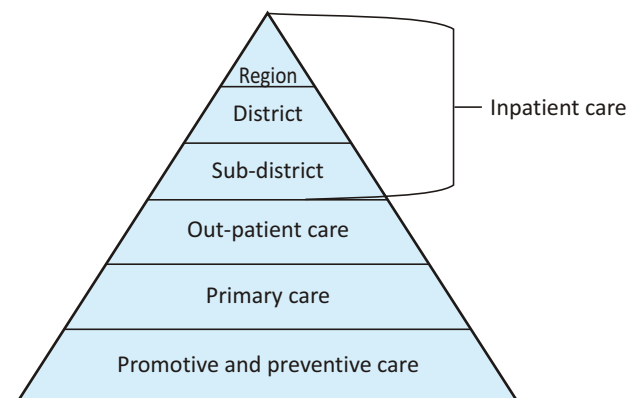 Region
District
Inpatient care
Sub-district
Out-patient care
Primary care
Promotive and preventive care